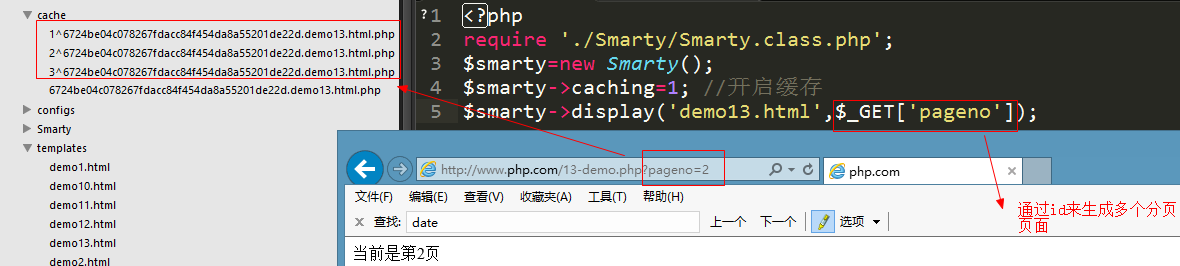 cache
1^6724be04c078267fdacc84f454da8a55201de22d.demo13.html.php
2^6724be04c078267fdacc84f454da8a55201de22d.demo13.html.php
3^6724be04c078267fdacc84f454da8a55201de22d.demo13.html.php
6724be04c078267fdacc84f454da8a55201de22d.demo13.html.php
configs
Smarty
templates
demo1.html
demo10.html
demo11.html
demo12.html
demo13.html
demo2.html
?1 <?php
2 require './Smarty/Smarty.class.php';
3 $smarty=new Smarty();
4 $smarty->caching=1; //开启缓存
5 $smarty->display('demo13.html',$_GET['pageno']);
http://www.php.com/13-demo.php?pageno=2
php.com
文件(F) 编辑(E) 查看(V) 收藏夹(A) 工具(T) 帮助(H)
查找: date 上一个 下一个 选项
当前是第2页
通过id来生成多个分页
页面